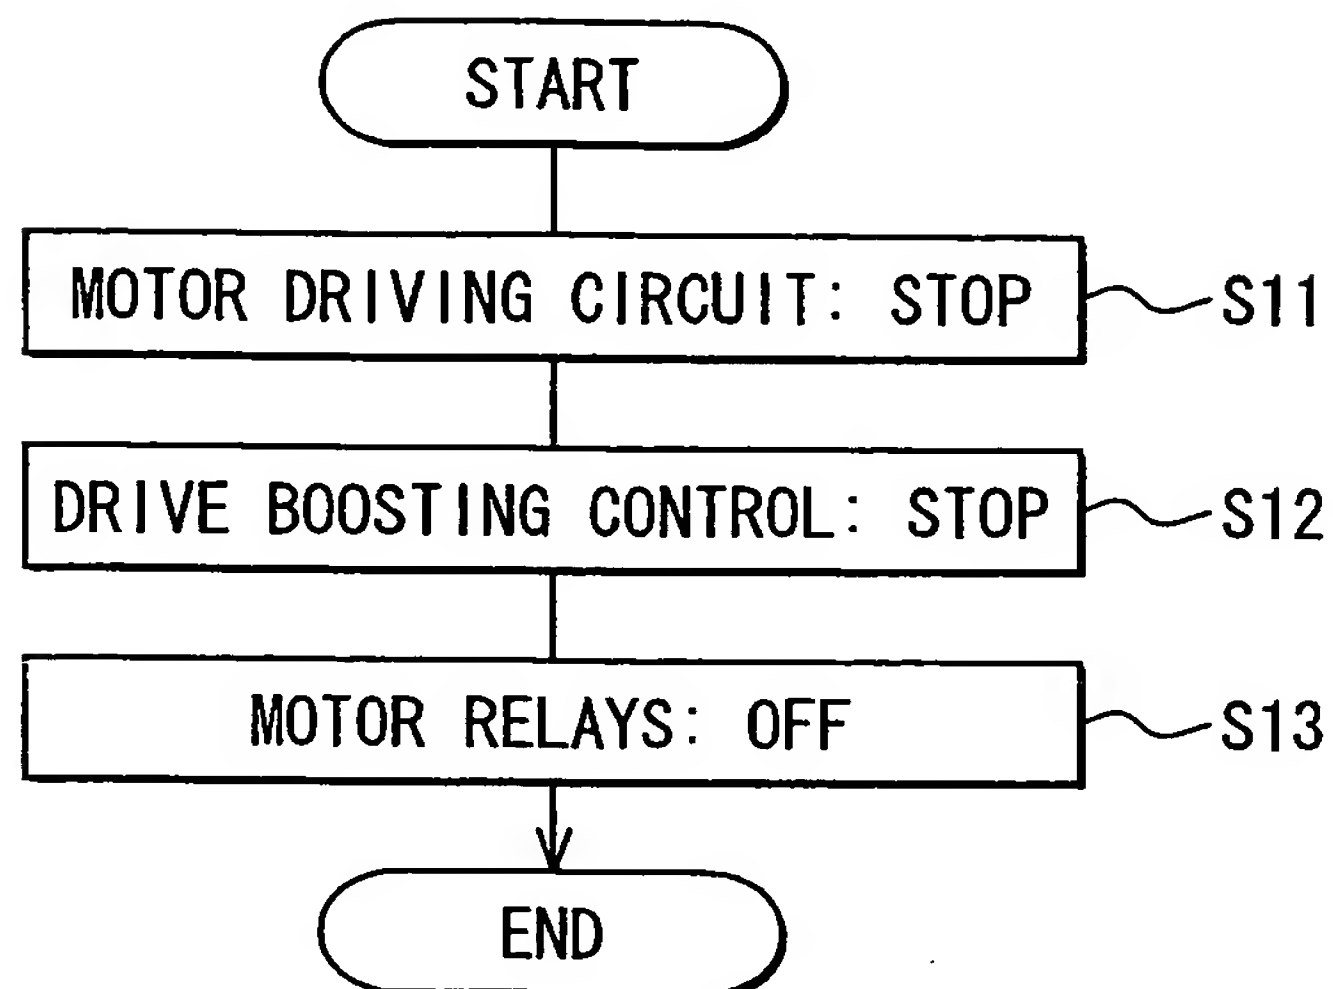 START
MOTOR DRIVING CIRCUIT: STOP
S11
DRIVE BOOSTING CONTROL: STOP
S12
MOTOR RELAYS: OFF
S13
END